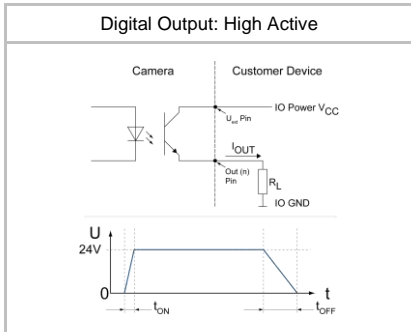 Digital Output: High Active
Camera
Customer Device
IO Power VCC
Uext Pin
IOUT
Out (n)
Pin
RL
IO GND
U
24V
0
t
tON
tOFF